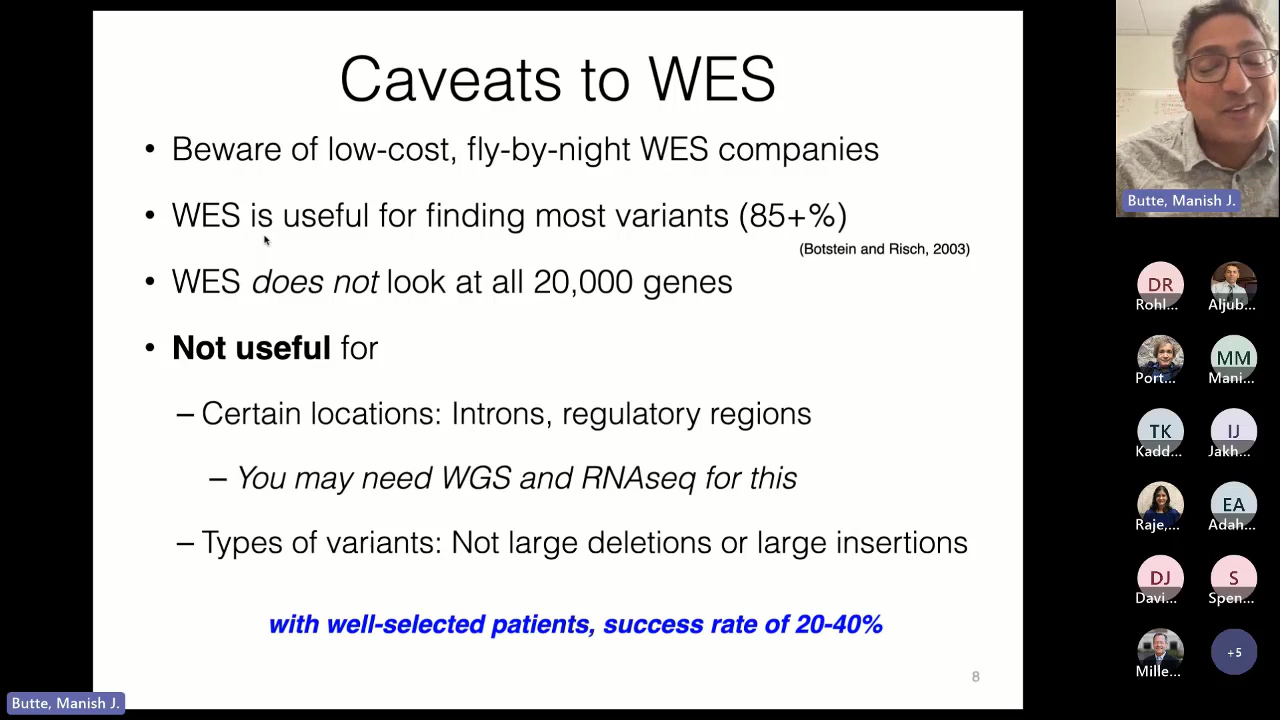 Caveats to WES
• Beware of low-cost, fly-by-night WES companies
• WES is useful for finding most variants (85+%)
(Botstein and Risch, 2003)
• WES does not look at all 20,000 genes
• Not useful for
– Certain locations: Introns, regulatory regions
– You may need WGS and RNAseq for this
– Types of variants: Not large deletions or large insertions
with well-selected patients, success rate of 20-40%
8
Butte, Manish J.
Butte, Manish J.
DR
Rohl...
Aljub...
Port...
MM
Mani...
TK
Kadd...
IJ
Jakh...
Raje,...
EA
Adah...
DJ
Davi...
S
Spen...
Mille...
+5